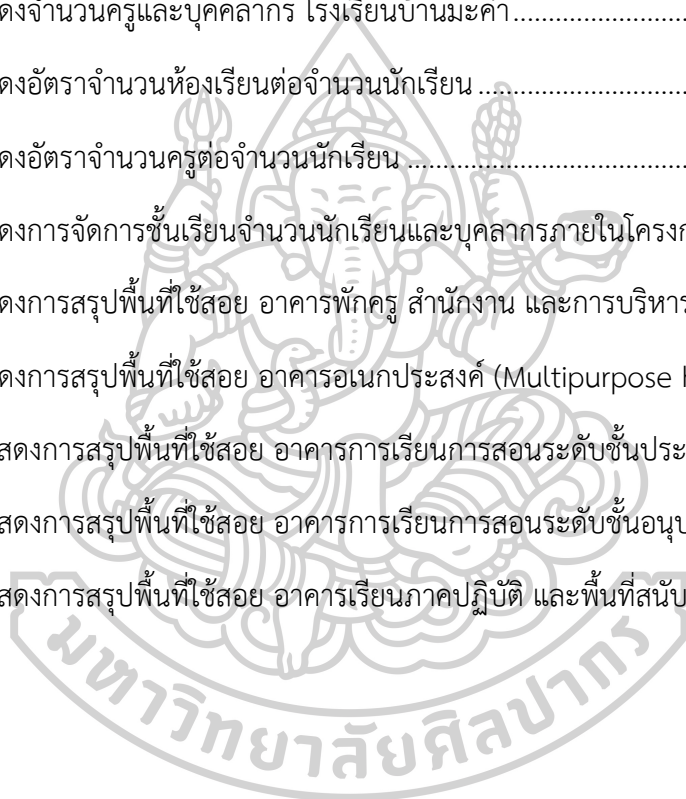 ดงจำนวนครูและบุคคลากร โรงเรียนบ้านมะค่า
ดงอัตราจำนวนห้องเรียนต่อจำนวนนักเรียน
ดงอัตราจำนวนครูต่อจำนวนนักเรียน
ดงการจัดการชั้นเรียนจำนวนนักเรียนและบุคลากรภายในโครงก
ดงการสรุปพื้นที่ใช้สอย อาคารพักครู สำนักงาน และการบริหาร
ดงการสรุปพื้นที่ใช้สอย อาคารอเนกประสงค์ (Multipurpose h
สดงการสรุปพื้นที่ใช้สอย อาคารการเรียนการสอนระดับชั้นประ
สดงการสรุปพื้นที่ใช้สอย อาคารการเรียนการสอนระดับชั้นอนุบ
สดงการสรุปพื้นที่ใช้สอย อาคารเรียนภาคปฏิบัติ และพื้นที่สนับ
มหาวิทยาลัยศิลปากร